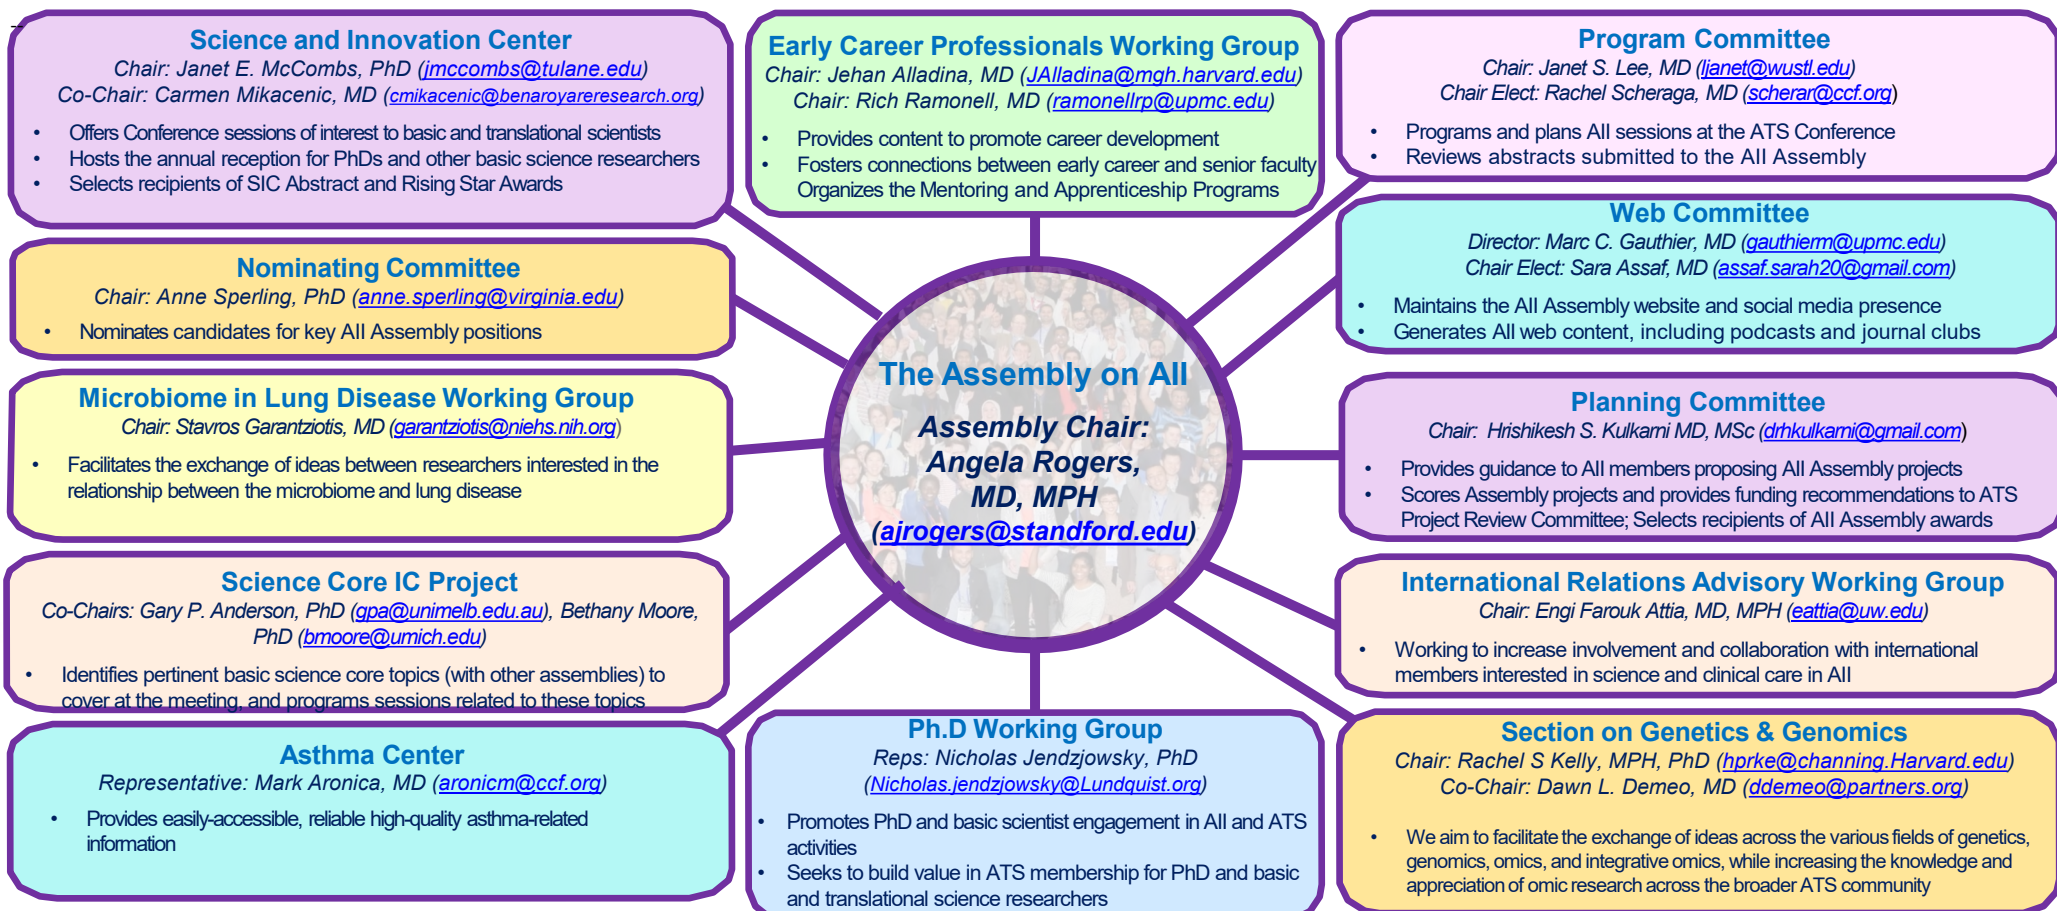 Science and Innovation Center
Chair: Janet E. McCombs, PhD (jmccombs@tulane.edu)
Co-Chair: Carmen Mikacenic, MD (cmikacenic@benaroyareresearch.org)
• Offers Conference sessions of interest to basic and translational scientists
• Hosts the annual reception for PhDs and other basic science researchers
• Selects recipients of SIC Abstract and Rising Star Awards
Early Career Professionals Working Group
Chair: Jehan Alladina, MD (JAlladina@mgh.harvard.edu)
Chair: Rich Ramonell, MD (ramonellrp@upmc.edu)
• Provides content to promote career development
• Fosters connections between early career and senior faculty
Organizes the Mentoring and Apprenticeship Programs
Program Committee
Chair: Janet S. Lee, MD (ljanet@wustl.edu)
Chair Elect: Rachel Scheraga, MD (scherar@ccf.org)
• Programs and plans AII sessions at the ATS Conference
• Reviews abstracts submitted to the AII Assembly
Nominating Committee
Chair: Anne Sperling, PhD (anne.sperling@virginia.edu)
• Nominates candidates for key AII Assembly positions
Web Committee
Director: Marc C. Gauthier, MD (gauthierm@upmc.edu)
Chair Elect: Sara Assaf, MD (assaf.sarah20@gmail.com)
• Maintains the AII Assembly website and social media presence
• Generates AII web content, including podcasts and journal clubs
Microbiome in Lung Disease Working Group
Chair: Stavros Garantziotis, MD (garantziotis@niehs.nih.org)
• Facilitates the exchange of ideas between researchers interested in the
relationship between the microbiome and lung disease
The Assembly on AII
Assembly Chair:
Angela Rogers,
MD, MPH
(ajrogers@standford.edu)
Planning Committee
Chair: Hrishikesh S. Kulkarni MD, MSc (drhkulkarni@gmail.com)
• Provides guidance to AII members proposing AII Assembly projects
• Scores Assembly projects and provides funding recommendations to ATS
Project Review Committee; Selects recipients of AII Assembly awards
Science Core IC Project
Co-Chairs: Gary P. Anderson, PhD (gpa@unimelb.edu.au), Bethany Moore,
PhD (bmoore@umich.edu)
• Identifies pertinent basic science core topics (with other assemblies) to
cover at the meeting, and programs sessions related to these topics
International Relations Advisory Working Group
Chair: Engi Farouk Attia, MD, MPH (eattia@uw.edu)
• Working to increase involvement and collaboration with international
members interested in science and clinical care in AII
Asthma Center
Representative: Mark Aronica, MD (aronicm@ccf.org)
• Provides easily-accessible, reliable high-quality asthma-related
information
Ph.D Working Group
Reps: Nicholas Jendzjowsky, PhD
(Nicholas.jendzjowsky@Lundquist.org)
• Promotes PhD and basic scientist engagement in AII and ATS
activities
• Seeks to build value in ATS membership for PhD and basic
and translational science researchers
Section on Genetics & Genomics
Chair: Rachel S Kelly, MPH, PhD (hprke@channing.Harvard.edu)
Co-Chair: Dawn L. Demeo, MD (ddemeo@partners.org)
• We aim to facilitate the exchange of ideas across the various fields of genetics,
genomics, omics, and integrative omics, while increasing the knowledge and
appreciation of omic research across the broader ATS community